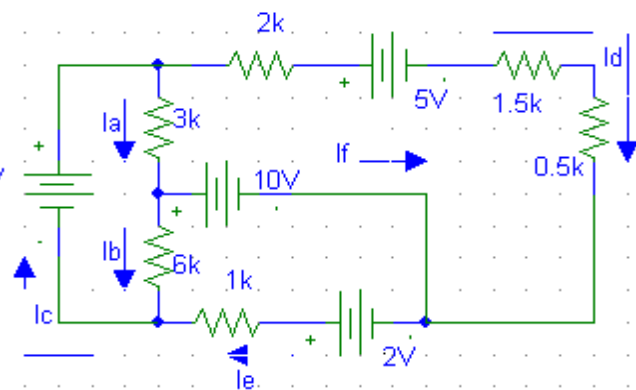 2k
Id
+
5V
1.5k
Ia
3k
+
If
0.5k
10V
+
Ib
6k
1k
Ic
+
2V
Ie